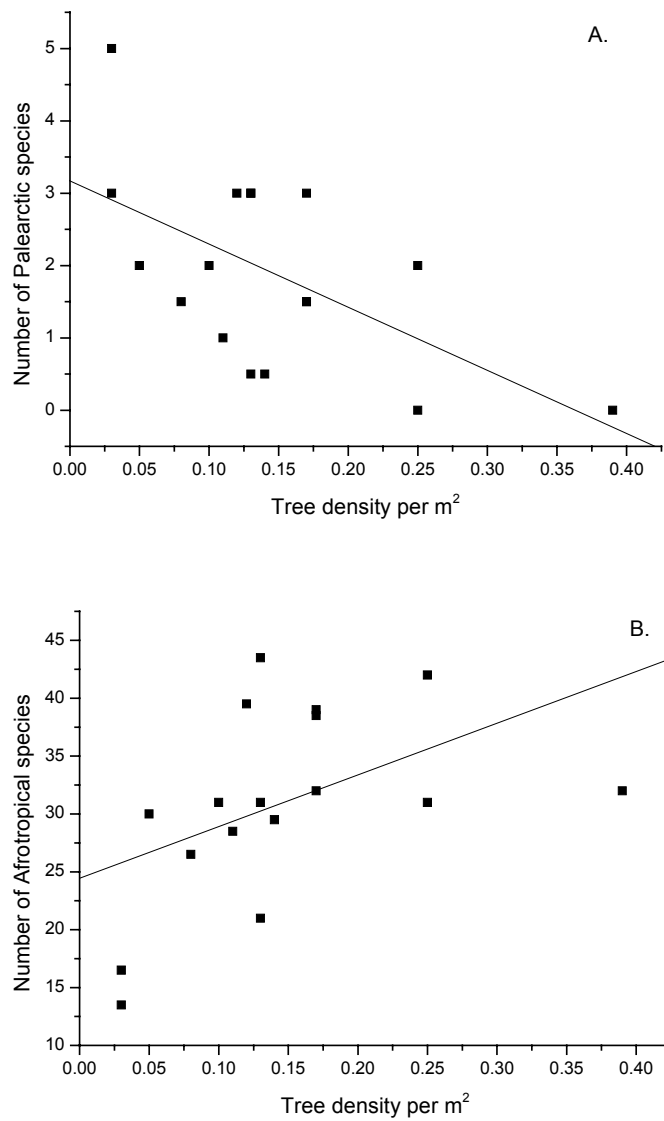 A.
5
4
3
2
1
0
Number of Palearctic species
0.00 0.05 0.10 0.15 0.20 0.25 0.30 0.35 0.40
Tree density per m²
B.
45
40
35
30
25
20
15
10
Number of Afrotropical species
0.00 0.05 0.10 0.15 0.20 0.25 0.30 0.35 0.40
Tree density per m²